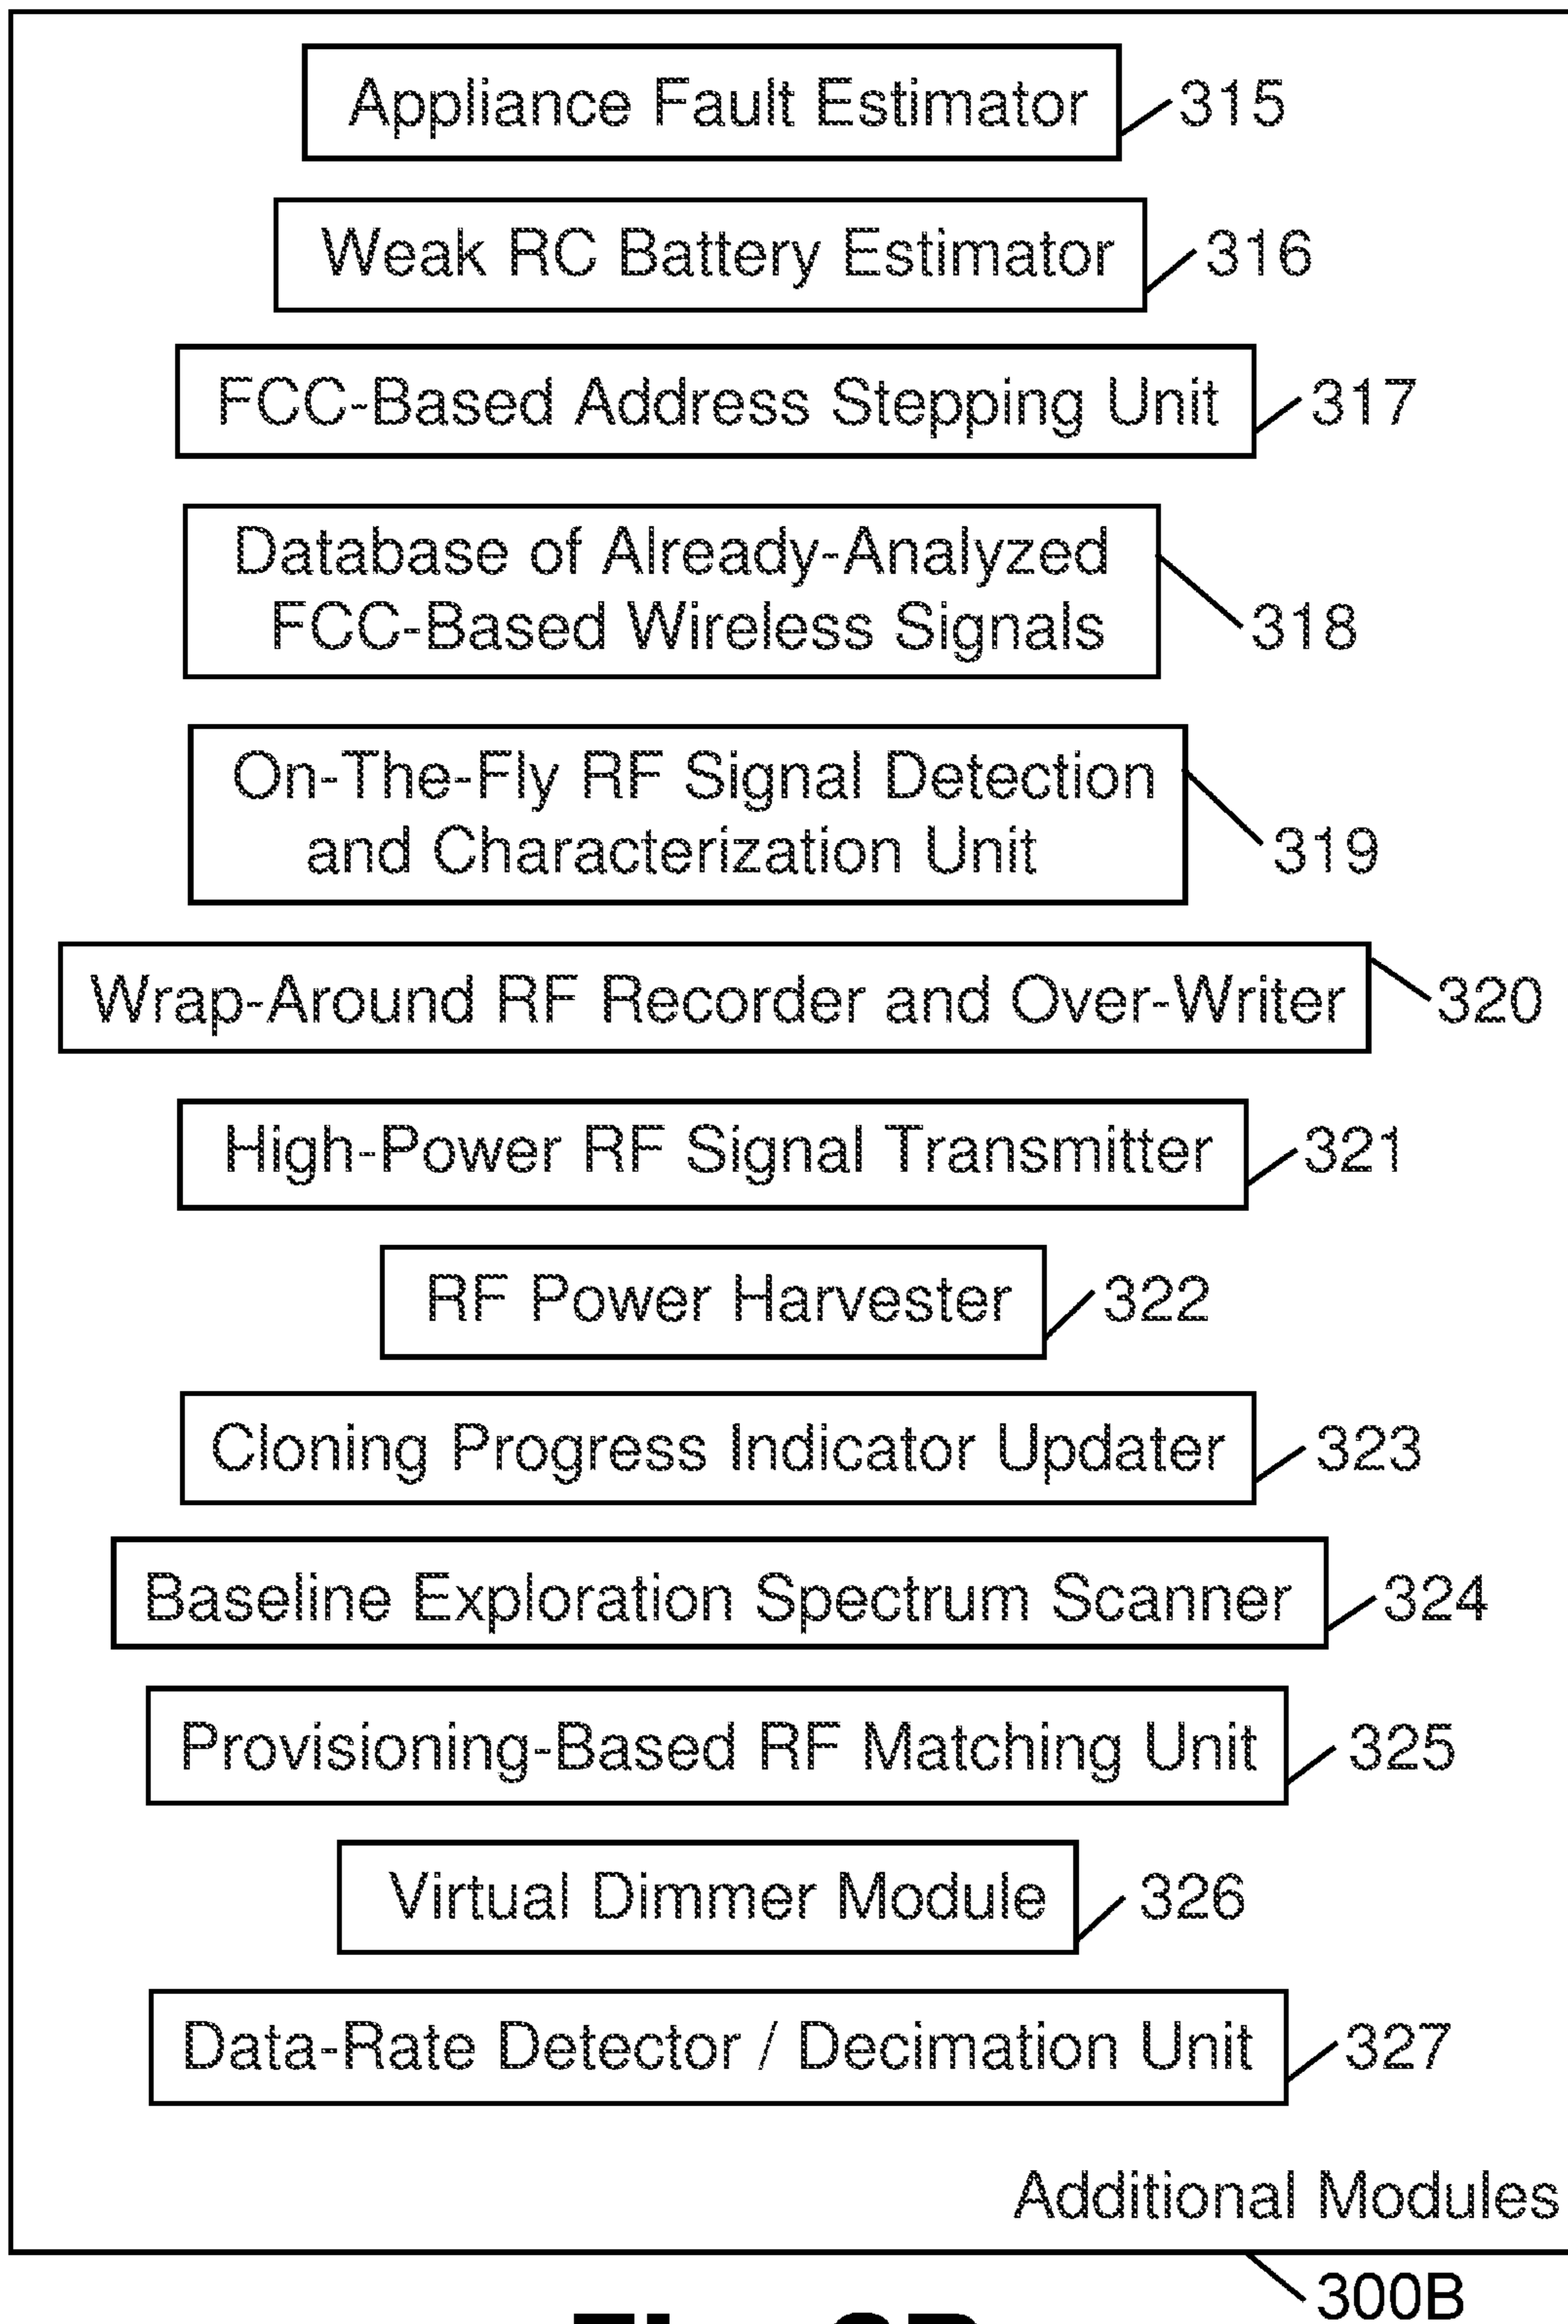 Appliance Fault Estimator 315
Weak RC Battery Estimator 316
FCC-Based Address Stepping Unit 317
Database of Already-Analyzed
FCC-Based Wireless Signals 318
On-The-Fly RF Signal Detection
and Characterization Unit 319
Wrap-Around RF Recorder and Over-Writer 320
High-Power RF Signal Transmitter 321
RF Power Harvester 322
Cloning Progress Indicator Updater 323
Baseline Exploration Spectrum Scanner 324
Provisioning-Based RF Matching Unit 325
Virtual Dimmer Module 326
Data-Rate Detector / Decimation Unit 327
Additional Modules
300B